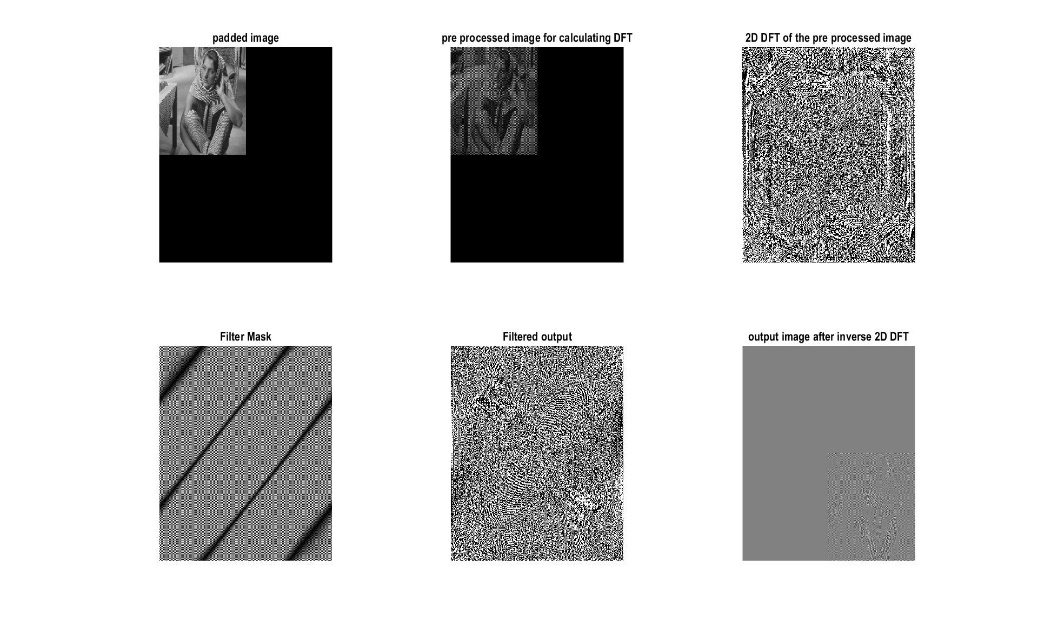 padded image
pre processed image for calculating DFT
2D DFT of the pre processed image
Filter Mask
Filtered output
output image after inverse 2D DFT